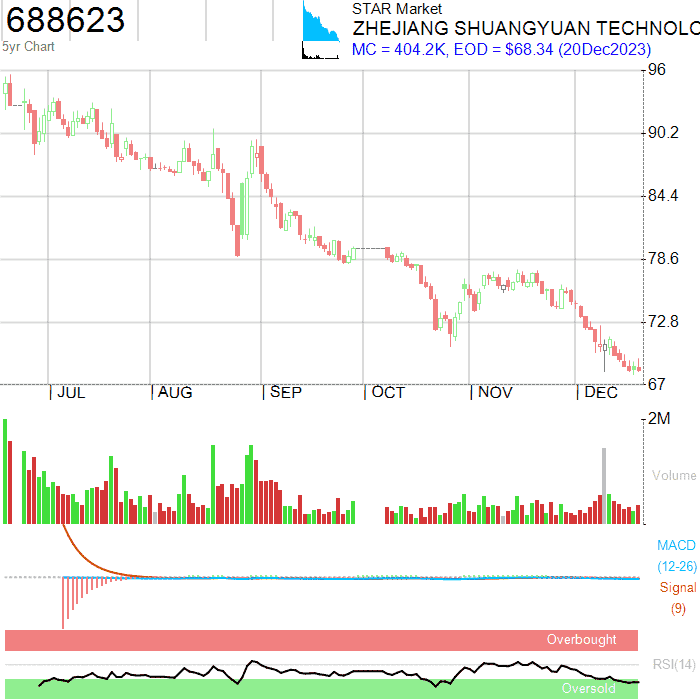 688623
5yr Chart
STAR Market
ZHEJIANG SHUANGYUAN TECHNOLO
MC = 404.2K, EOD = $68.34 (20Dec2023)
96
90.2
84.4
78.6
72.8
67
JUL AUG SEP OCT NOV DEC
2M
Volume
MACD
(12-26)
Signal
(9)
Overbought
RSI(14)
Oversold